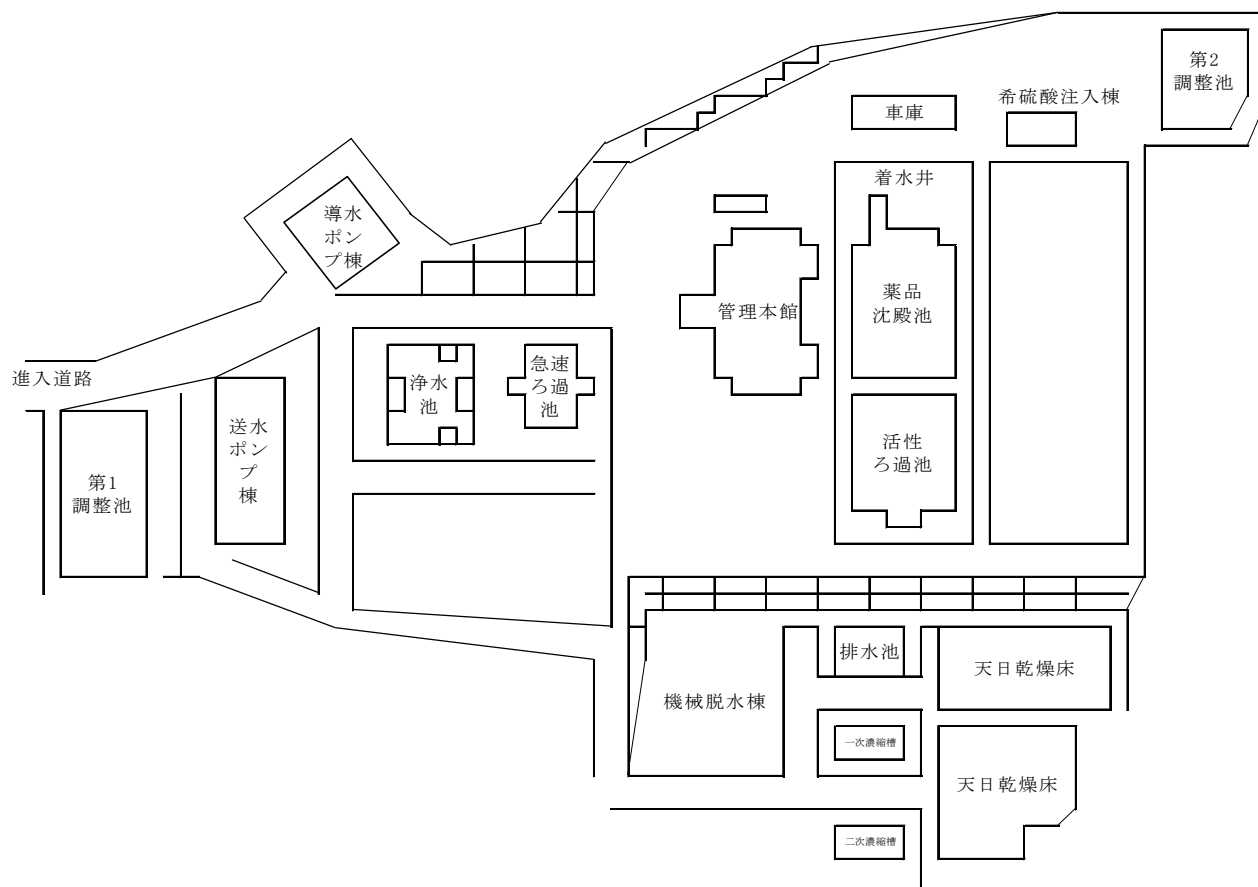 第2
調整池
希硫酸注入棟
車庫
着水井
導水
ポン
プ棟
薬品
沈殿池
管理本館
進入道路
浄水
池
急速
ろ過
池
送水
ポン
プ
棟
活性
ろ過池
第1
調整池
排水池
天日乾燥床
機械脱水棟
一次濃縮槽
天日乾燥床
二次濃縮槽